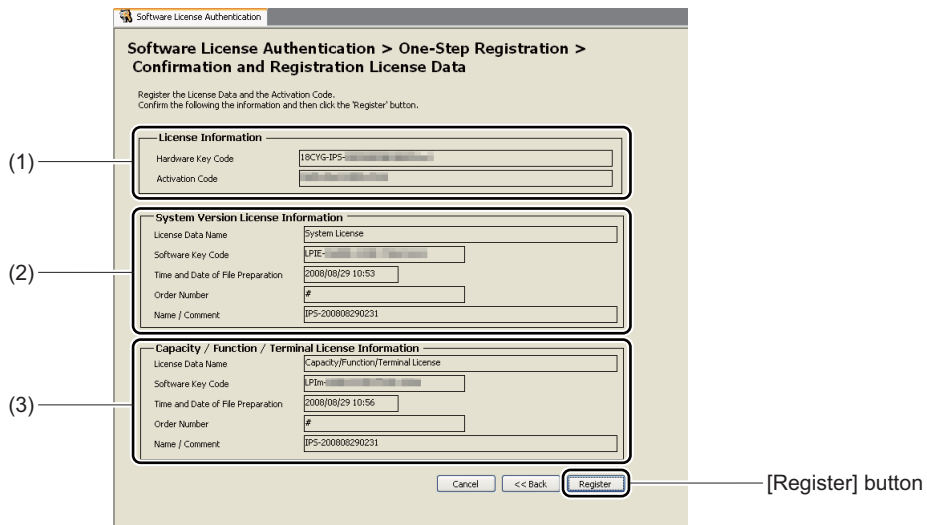 Software License Authentication
Software License Authentication > One-Step Registration >
Confirmation and Registration License Data
Register the License Data and the Activation Code.
Confirm the following the information and then click the 'Register' button.
License Information
(1)
Hardware Key Code 18CYG-IPS-
Activation Code
System Version License Information
License Data Name System License
Software Key Code LPIE-
(2)
Time and Date of File Preparation 2008/08/29 10:53
Order Number #
Name / Comment IPS-200808290231
Capacity / Function / Terminal License Information
License Data Name Capacity/Function/Terminal License
Software Key Code LPIm-
(3)
Time and Date of File Preparation 2008/08/29 10:56
Order Number #
Name / Comment IPS-200808290231
Cancel << Back Register [Register] button